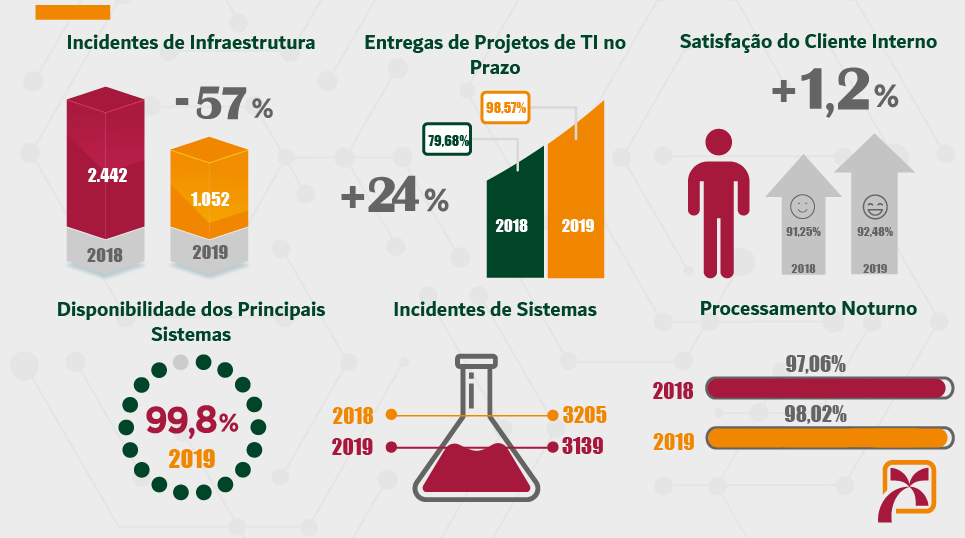 Incidentes de Infraestrutura
- 57 %
2.442
1.052
2018
2019
Entregas de Projetos de TI no
Prazo
98,57%
79,68%
+24 %
2018
2019
Satisfação do Cliente Interno
+1,2 %
91,25%
92,48%
2018
2019
Disponibilidade dos Principais
Sistemas
99,8%
2019
Incidentes de Sistemas
2018 3205
2019 3139
Processamento Noturno
97,06%
2018
98,02%
2019